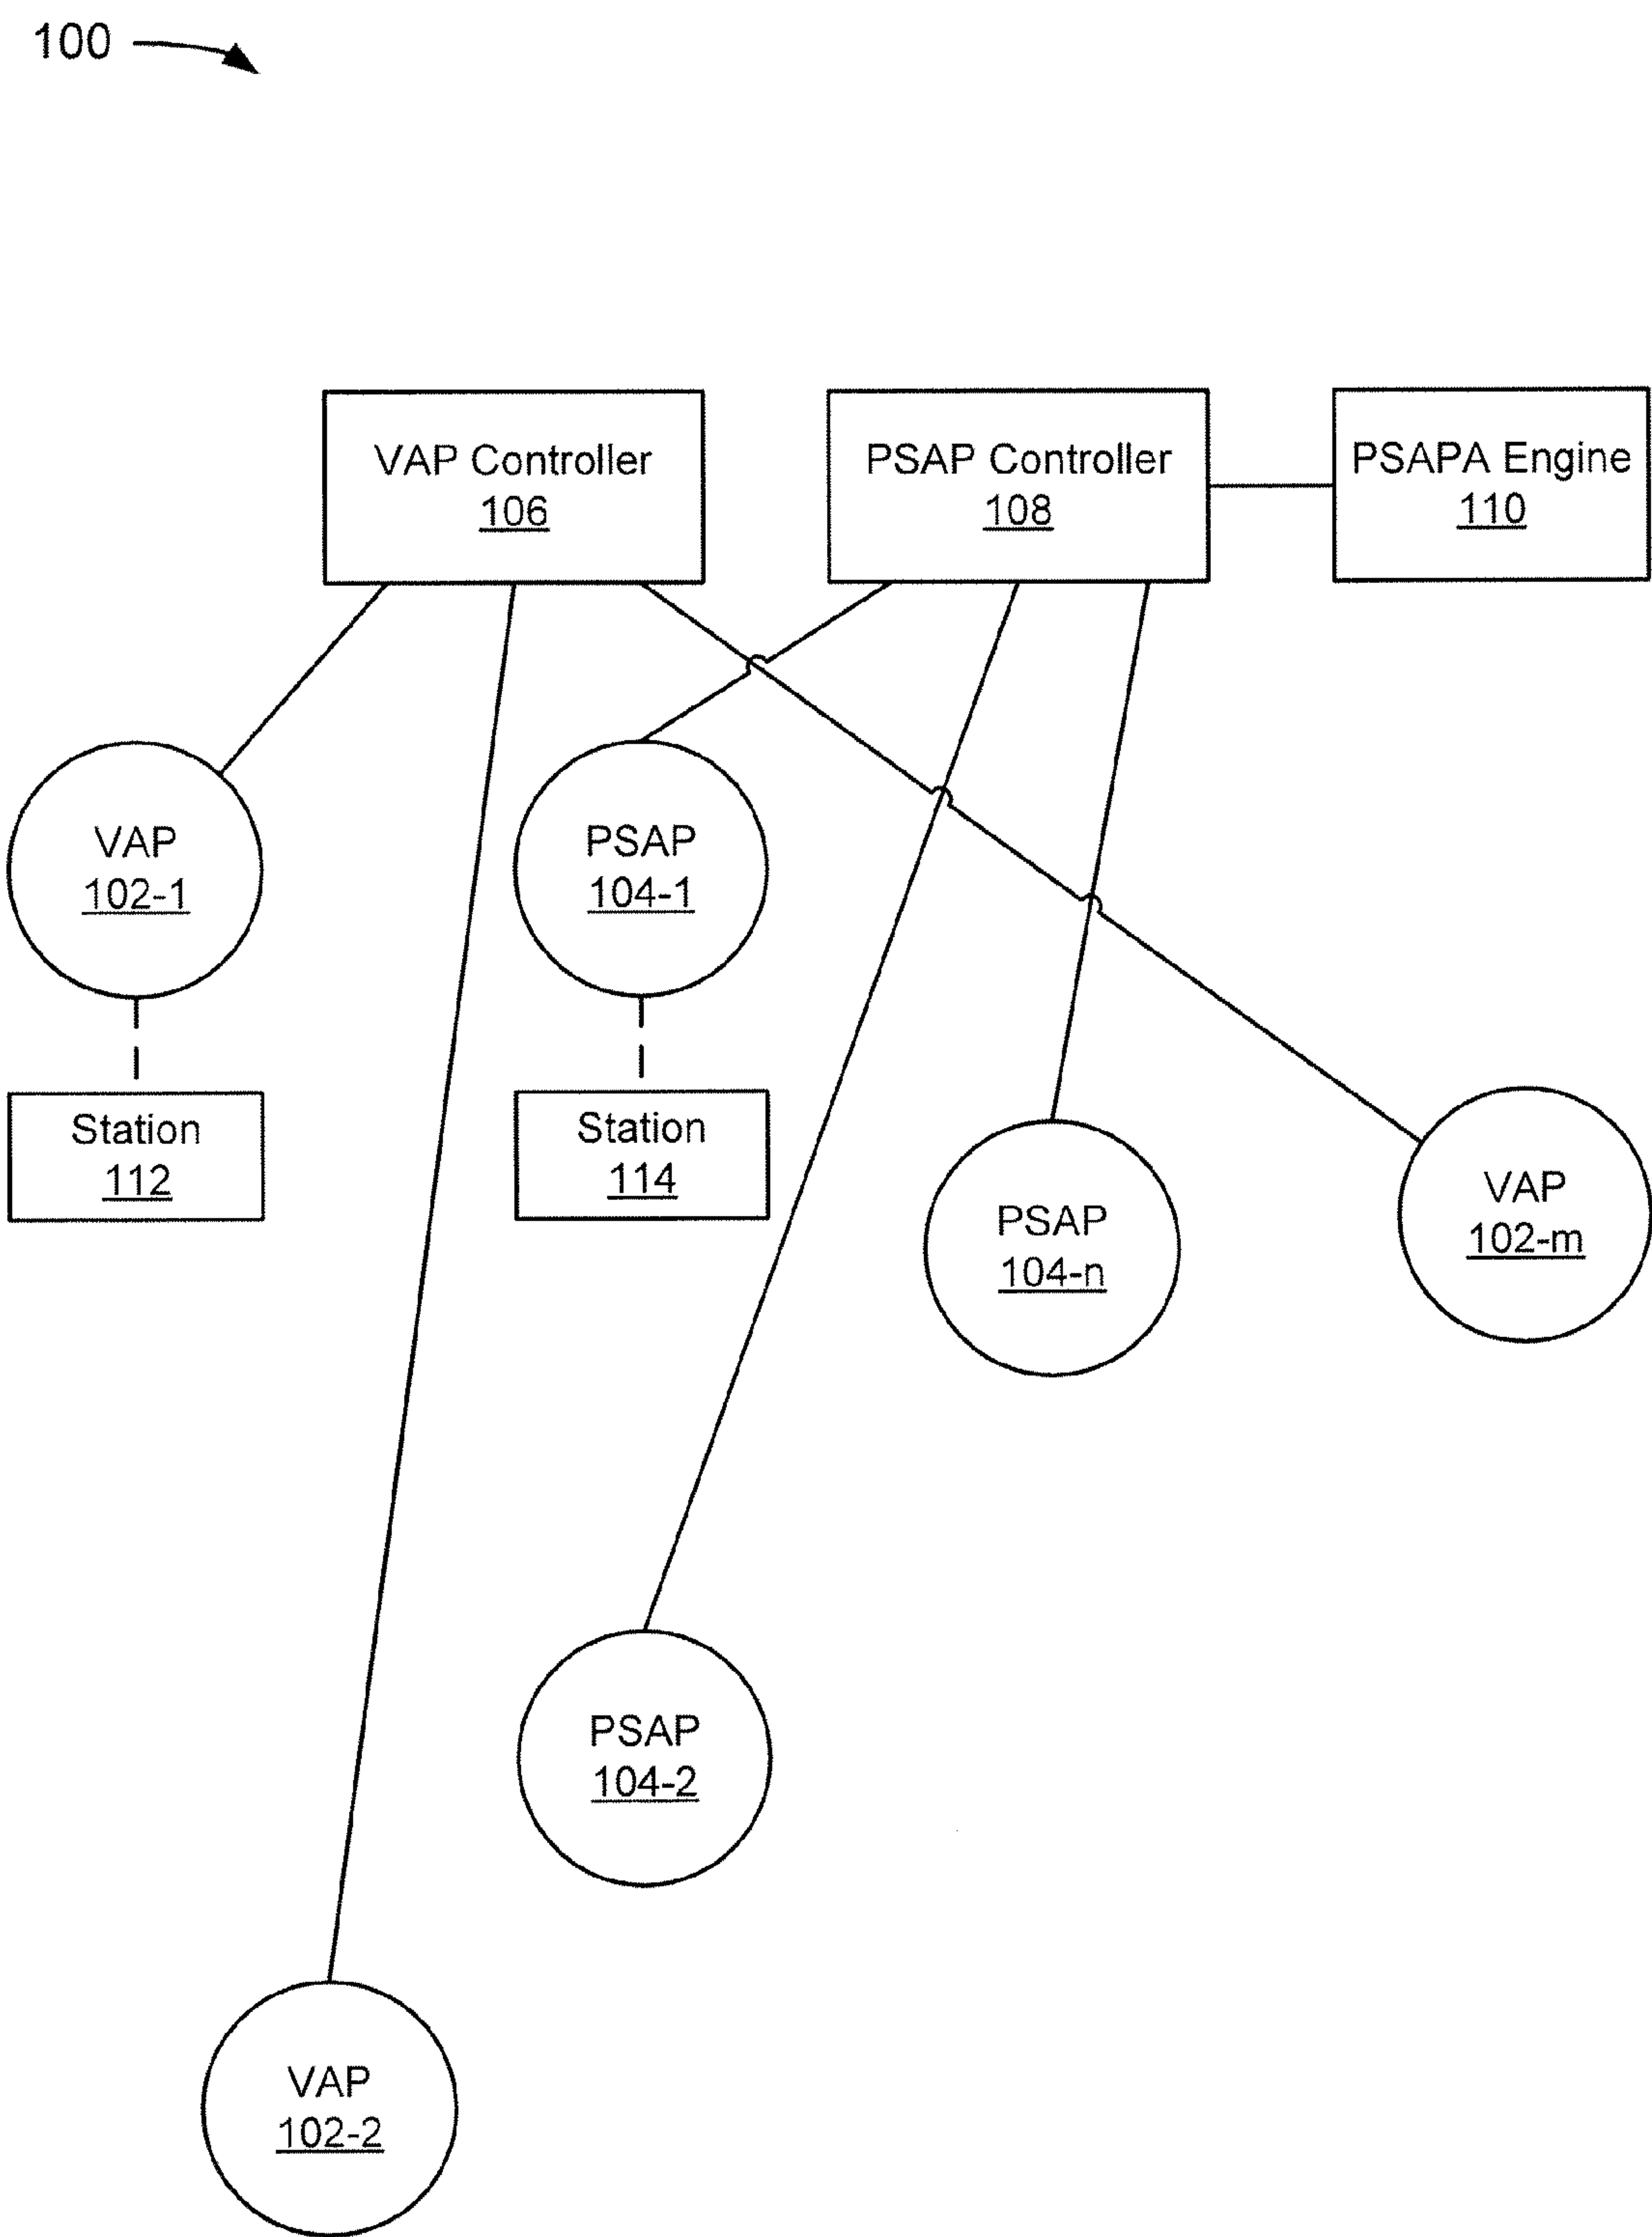 100
VAP Controller
106
PSAP Controller
108
PSAPA Engine
110
VAP
102-1
PSAP
104-1
Station
112
Station
114
PSAP
104-n
VAP
102-m
PSAP
104-2
VAP
102-2